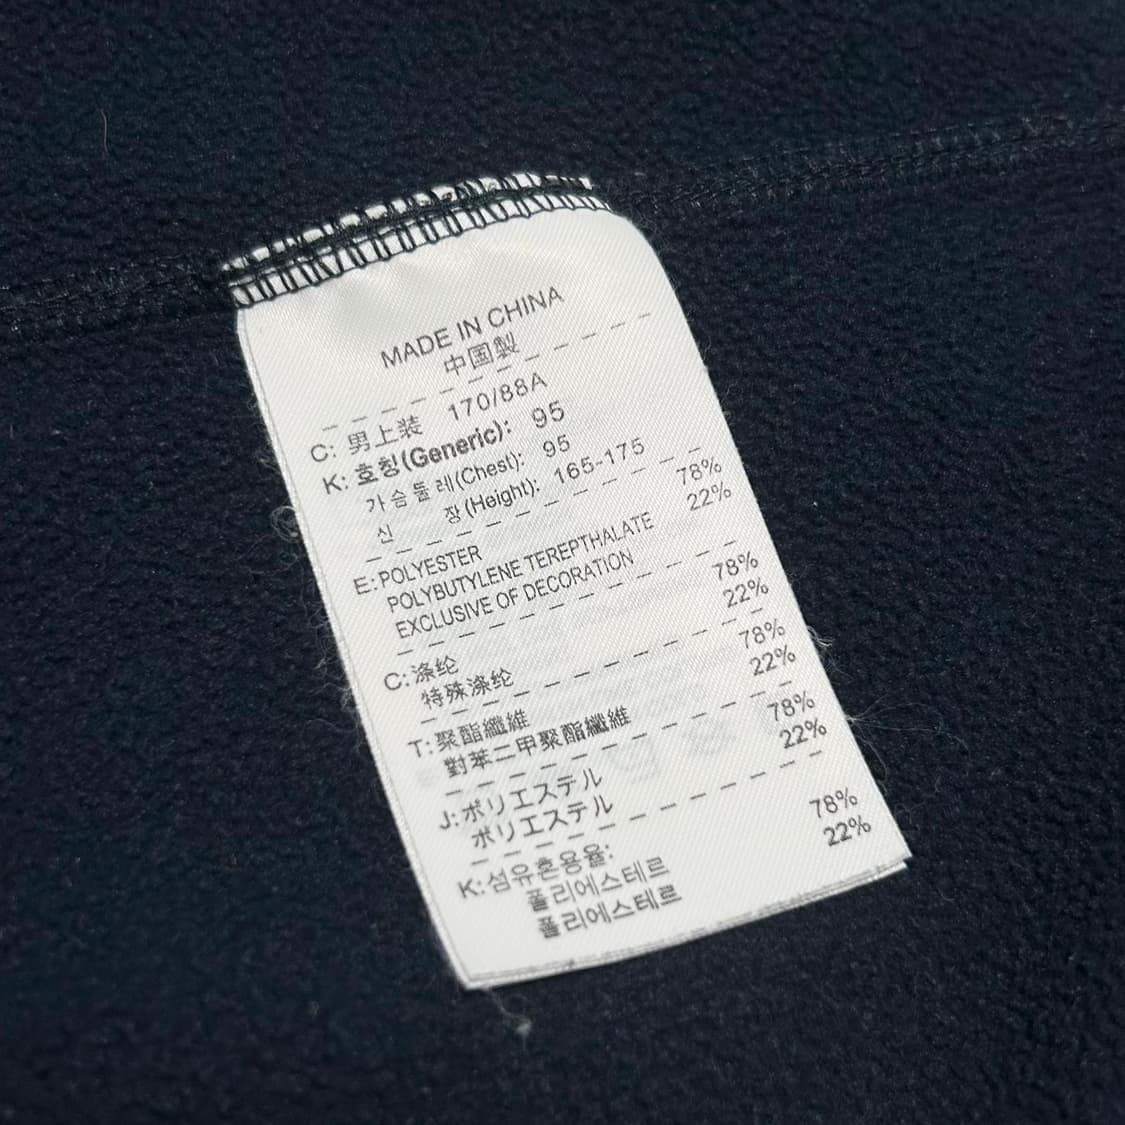 MADE IN CHINA
中国製
C: 男上装 170/88A
K: 호칭(Generic): 95
가슴둘레(Chest): 95
신 장(Height): 165-175
E: POLYESTER 78%
POLYBUTYLENE TEREPTHALATE 22%
EXCLUSIVE OF DECORATION
C: 涤纶 78%
特殊涤纶 22%
T: 聚酯纖維 78%
對苯二甲聚酯纖維 22%
J: ポリエステル 78%
ポリエステル 22%
K: 섬유혼용율:
폴리에스테르 78%
폴리에스테르 22%